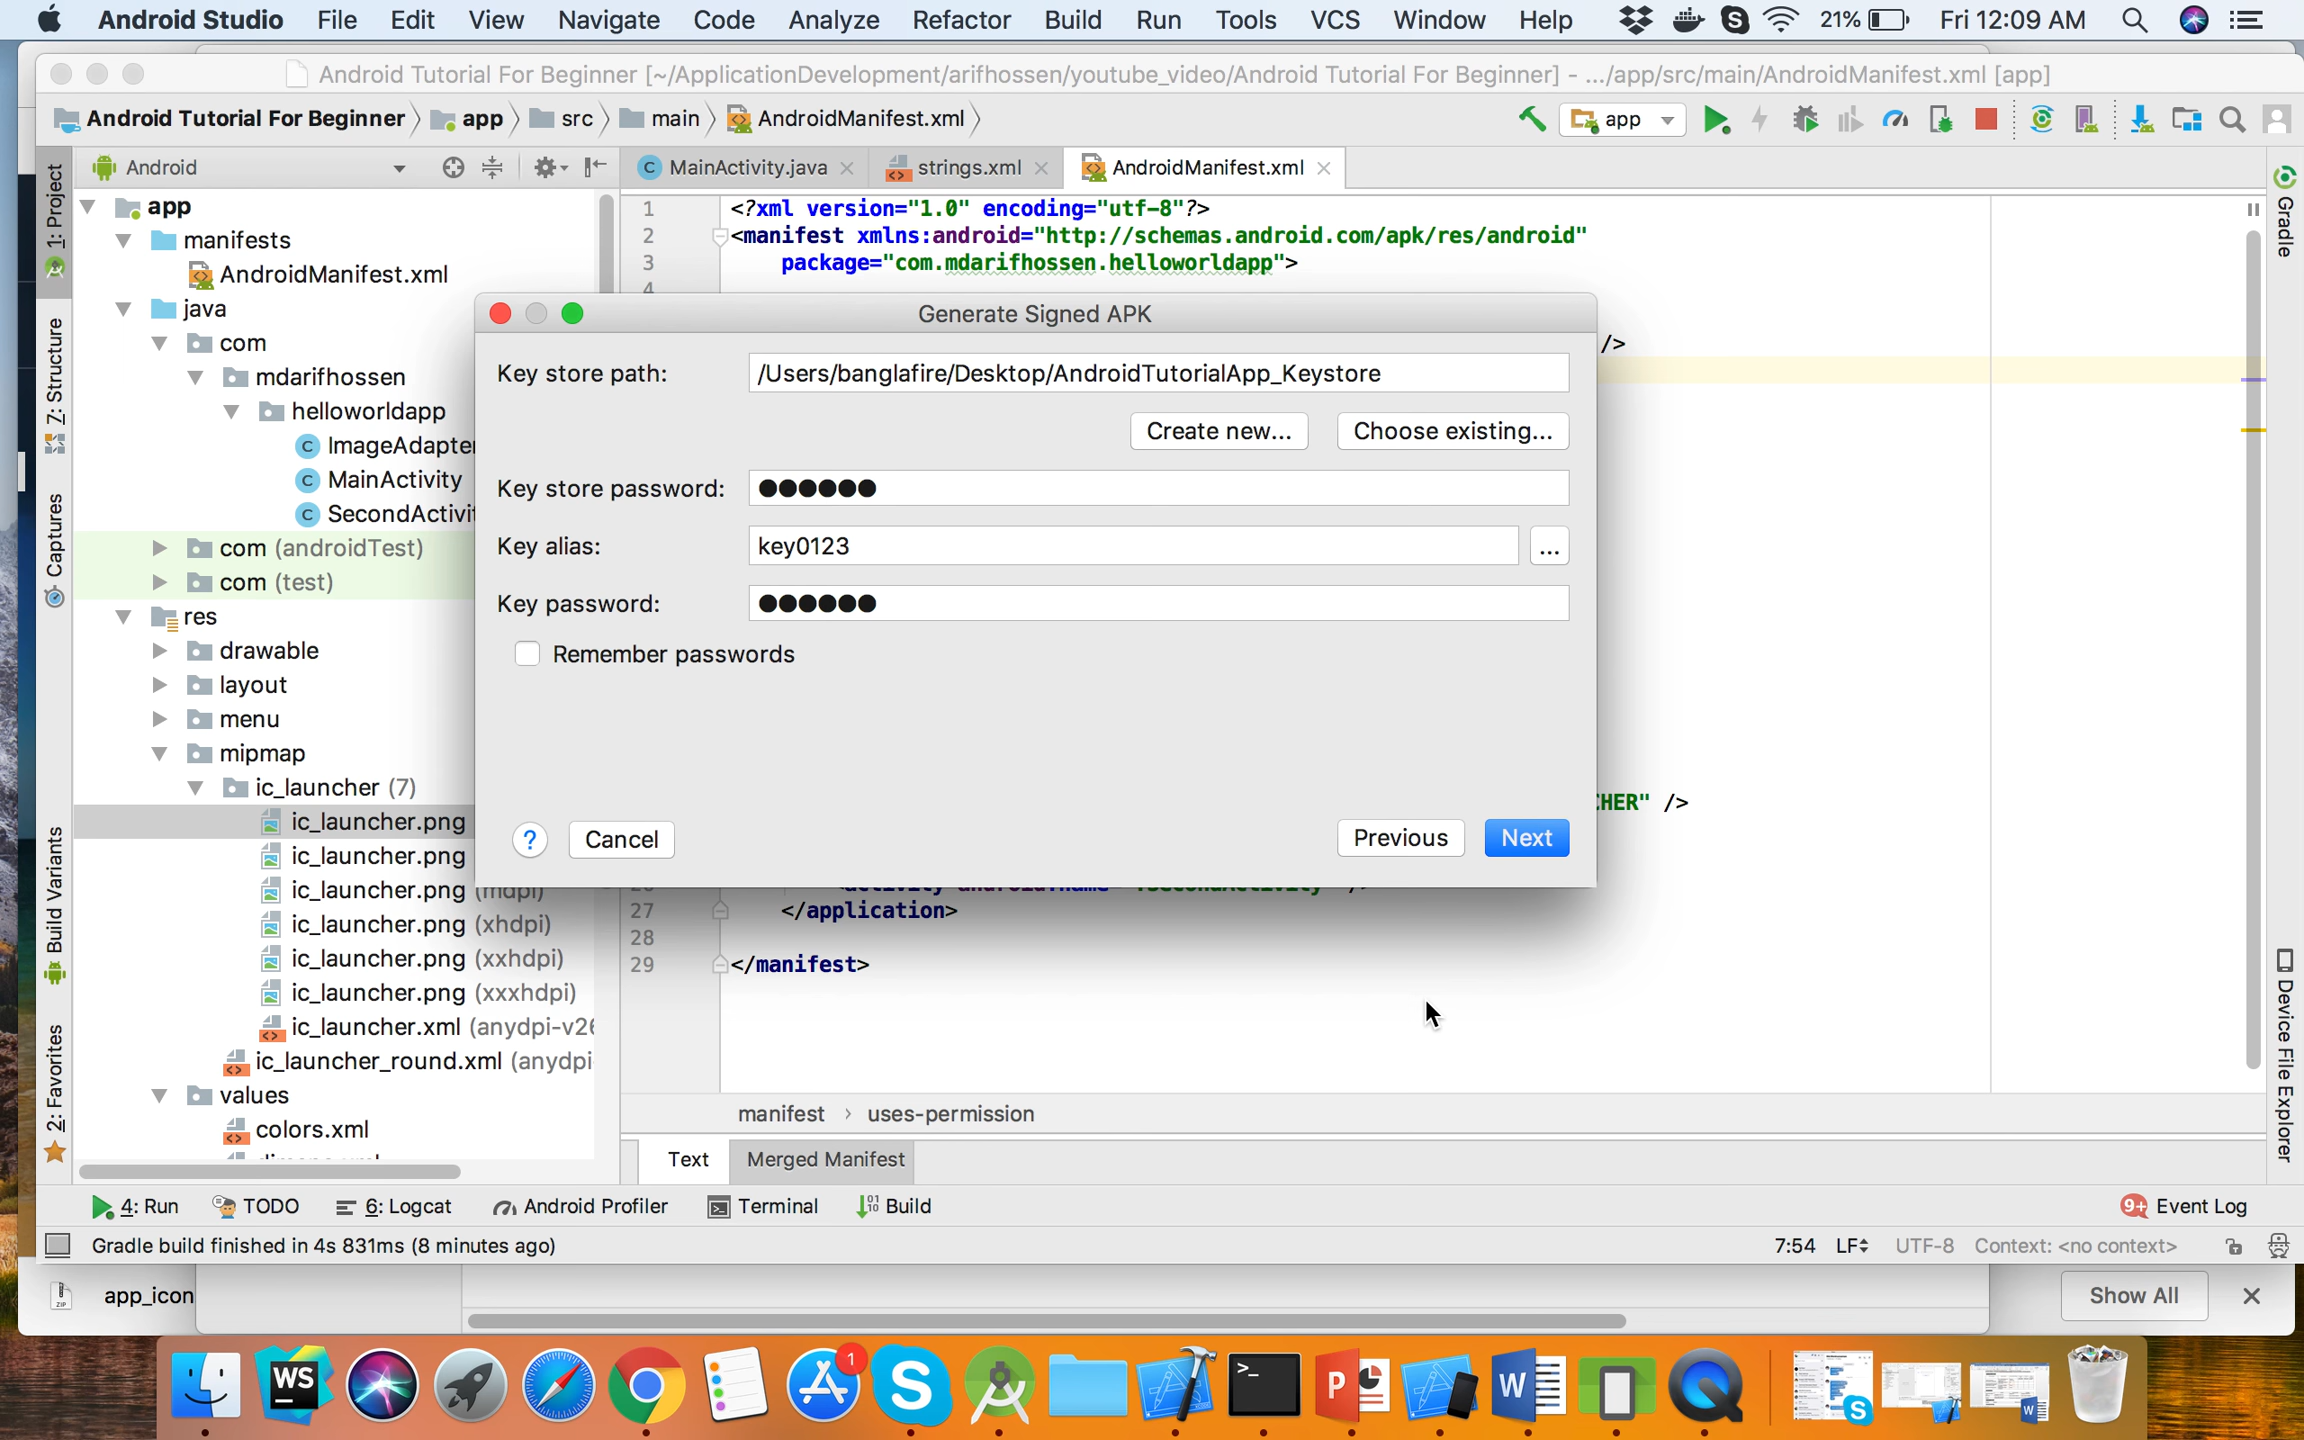 Android Studio File Edit View Navigate Code Analyze Refactor Build Run Tools VCS Window Help 21% Fri 12:09 AM
Android Tutorial For Beginner [~/ApplicationDevelopment/arifhossen/youtube_video/Android Tutorial For Beginner] - .../app/src/main/AndroidManifest.xml [app]
Android Tutorial For Beginner app src main AndroidManifest.xml app
1: Project
Z: Structure
Captures
Build Variants
2: Favorites
Android
app
manifests
AndroidManifest.xml
java
com
mdarifhossen
helloworldapp
ImageAdapter
MainActivity
SecondActivit
com (androidTest)
com (test)
res
drawable
layout
menu
mipmap
ic_launcher (7)
ic_launcher.png
ic_launcher.png
ic_launcher.png (mdpi)
ic_launcher.png (xhdpi)
ic_launcher.png (xxhdpi)
ic_launcher.png (xxxhdpi)
ic_launcher.xml (anydpi-v26
ic_launcher_round.xml (anydpi-
values
colors.xml
MainActivity.java strings.xml AndroidManifest.xml
1 <?xml version="1.0" encoding="utf-8"?>
2 <manifest xmlns:android="http://schemas.android.com/apk/res/android"
3 package="com.mdarifhossen.helloworldapp">
4
/>
CHER" />
27 </application>
28
29 </manifest>
Generate Signed APK
Key store path: /Users/banglafire/Desktop/AndroidTutorialApp_Keystore
Create new... Choose existing...
Key store password: ●●●●●●
Key alias: key0123 ...
Key password: ●●●●●●
Remember passwords
? Cancel Previous Next
manifest › uses-permission
Text Merged Manifest
Gradle
Device File Explorer
4: Run TODO 6: Logcat Android Profiler Terminal Build 9+ Event Log
Gradle build finished in 4s 831ms (8 minutes ago) 7:54 LF UTF-8 Context: <no context>
ZIP app_icon Show All
WS 1 S P W